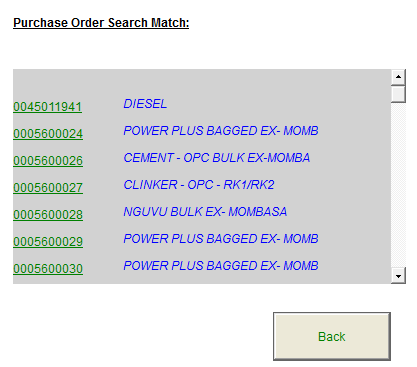 Purchase Order Search Match:
0045011941 DIESEL
0005600024 POWER PLUS BAGGED EX- MOMB
0005600026 CEMENT - OPC BULK EX-MOMBA
0005600027 CLINKER - OPC - RK1/RK2
0005600028 NGUVU BULK EX- MOMBASA
0005600029 POWER PLUS BAGGED EX- MOMB
0005600030 POWER PLUS BAGGED EX- MOMB
Back